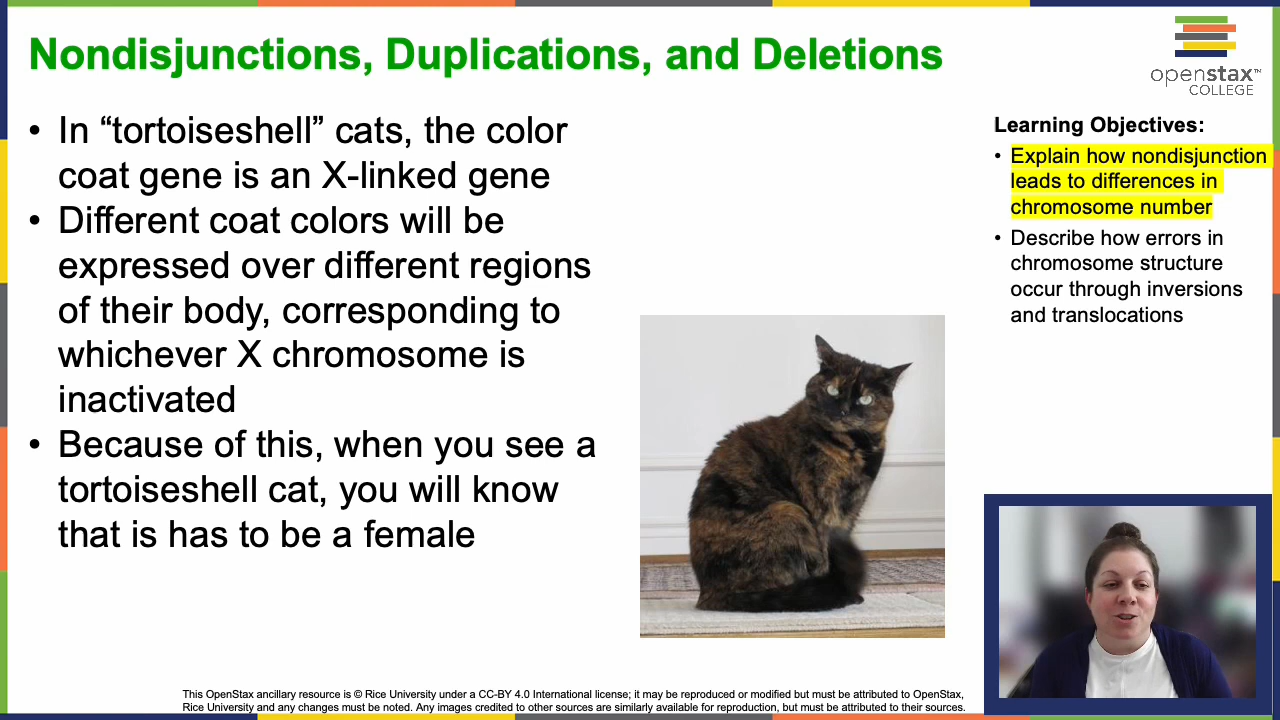 Nondisjunctions, Duplications, and Deletions
openstax™
COLLEGE
• In “tortoiseshell” cats, the color
coat gene is an X-linked gene
• Different coat colors will be
expressed over different regions
of their body, corresponding to
whichever X chromosome is
inactivated
• Because of this, when you see a
tortoiseshell cat, you will know
that is has to be a female
Learning Objectives:
• Explain how nondisjunction
leads to differences in
chromosome number
• Describe how errors in
chromosome structure
occur through inversions
and translocations
This OpenStax ancillary resource is © Rice University under a CC-BY 4.0 International license; it may be reproduced or modified but must be attributed to OpenStax,
Rice University and any changes must be noted. Any images credited to other sources are similarly available for reproduction, but must be attributed to their sources.